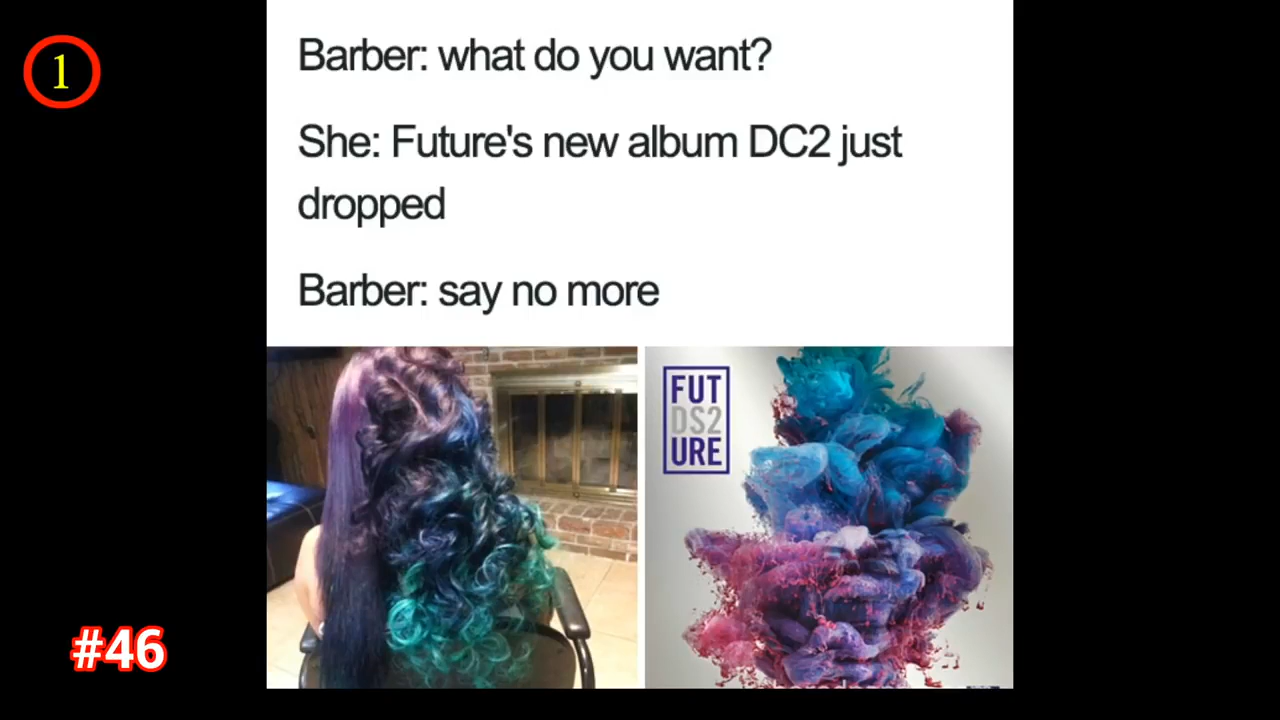 1
Barber: what do you want?
She: Future's new album DC2 just
dropped
Barber: say no more
FUT
DS2
URE
#46